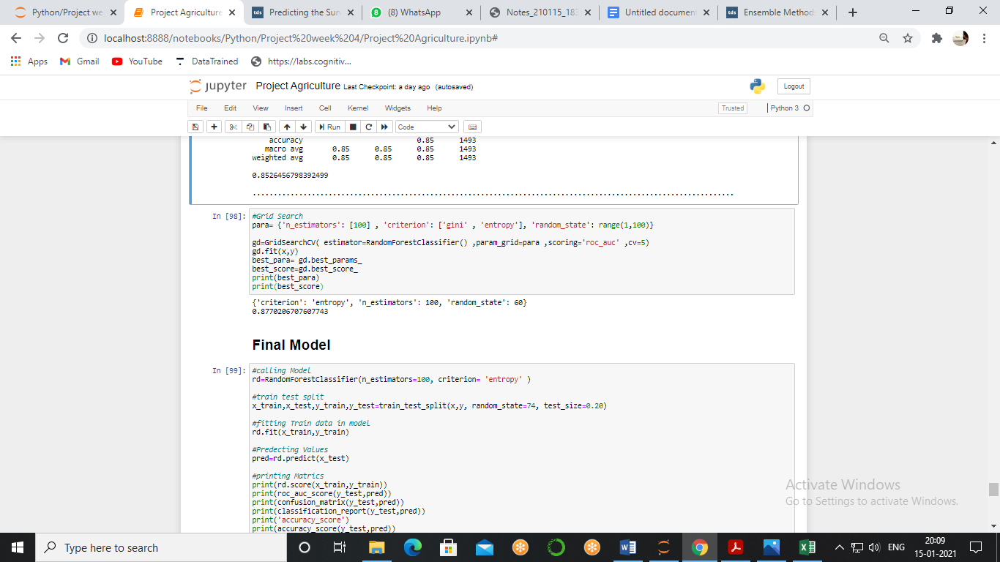 Python/Project we
Project Agriculture
Predicting the Sur
(8) WhatsApp
Notes_210115_183
Untitled documen
Ensemble Method
localhost:8888/notebooks/Python/Project%20week%204/Project%20Agriculture.ipynb#
Apps Gmail YouTube DataTrained https://labs.cognitiv...
jupyter Project Agriculture Last Checkpoint: a day ago (autosaved) Logout
File Edit View Insert Cell Kernel Widgets Help Trusted Python 3
Run Code
accuracy 0.85 1493
macro avg 0.85 0.85 0.85 1493
weighted avg 0.85 0.85 0.85 1493
0.8526456798392499
In [98]: #Grid Search
para= {'n_estimators': [100] , 'criterion': ['gini' , 'entropy'], 'random_state': range(1,100)}
gd=GridSearchCV( estimator=RandomForestClassifier() ,param_grid=para ,scoring='roc_auc' ,cv=5)
gd.fit(x,y)
best_para= gd.best_params_
best_score=gd.best_score_
print(best_para)
print(best_score)
{'criterion': 'entropy', 'n_estimators': 100, 'random_state': 60}
0.8770206707607743
Final Model
In [99]: #calling Model
rd=RandomForestClassifier(n_estimators=100, criterion= 'entropy' )
#train test split
x_train,x_test,y_train,y_test=train_test_split(x,y, random_state=74, test_size=0.20)
#fitting Train data in model
rd.fit(x_train,y_train)
#Predecting Values
pred=rd.predict(x_test)
#printing Matrics
print(rd.score(x_train,y_train))
print(roc_auc_score(y_test,pred))
print(confusion_matrix(y_test,pred))
print(classification_report(y_test,pred))
print('accuracy_score')
print(accuracy_score(y_test,pred))
Activate Windows
Go to Settings to activate Windows.
Type here to search
ENG
20:09
15-01-2021